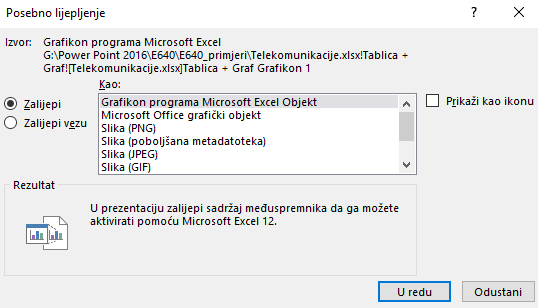 Posebno lijepljenje
Izvor: Grafikon programa Microsoft Excel
G:\Power Point 2016\E640\E640_primjeri\Telekomunikacije.xlsx!Tablica +
Graf![Telekomunikacije.xlsx]Tablica + Graf Grafikon 1
Kao:
Zalijepi
Zalijepi vezu
Grafikon programa Microsoft Excel Objekt
Microsoft Office grafički objekt
Slika (PNG)
Slika (poboljšana metadatoteka)
Slika (JPEG)
Slika (GIF)
Prikaži kao ikonu
Rezultat
U prezentaciju zalijepi sadržaj međuspremnika da ga možete
aktivirati pomoću Microsoft Excel 12.
U redu
Odustani